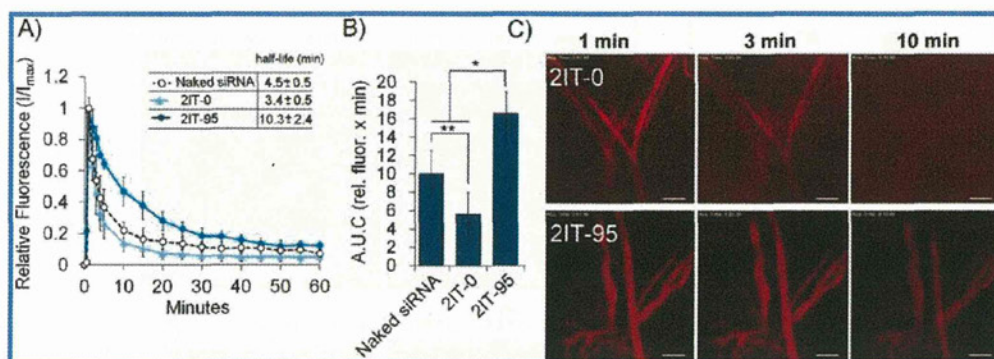 A)
half-life (min)
Naked siRNA 4.5±0.5
2IT-0 3.4±0.5
2IT-95 10.3±2.4
Relative Fluorescence (I/Imax)
1.2
1
0.8
0.6
0.4
0.2
0
0 10 20 30 40 50 60
Minutes
B)
A.U.C (rel. fluor. x min)
20
18
16
14
12
10
8
6
4
2
0
*
**
Naked siRNA
2IT-0
2IT-95
C)
1 min 3 min 10 min
2IT-0
2IT-95